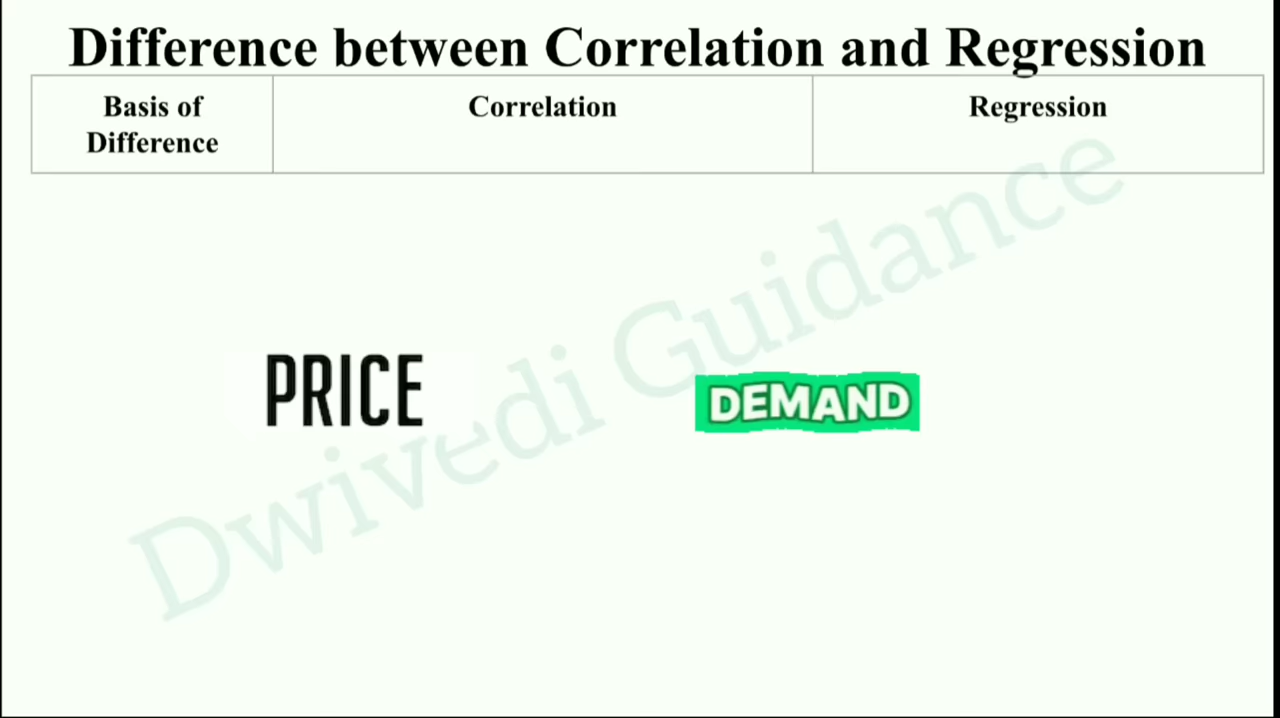 Difference between Correlation and Regression
Basis of Difference
Correlation
Regression
PRICE
DEMAND
Dwivedi Guidance